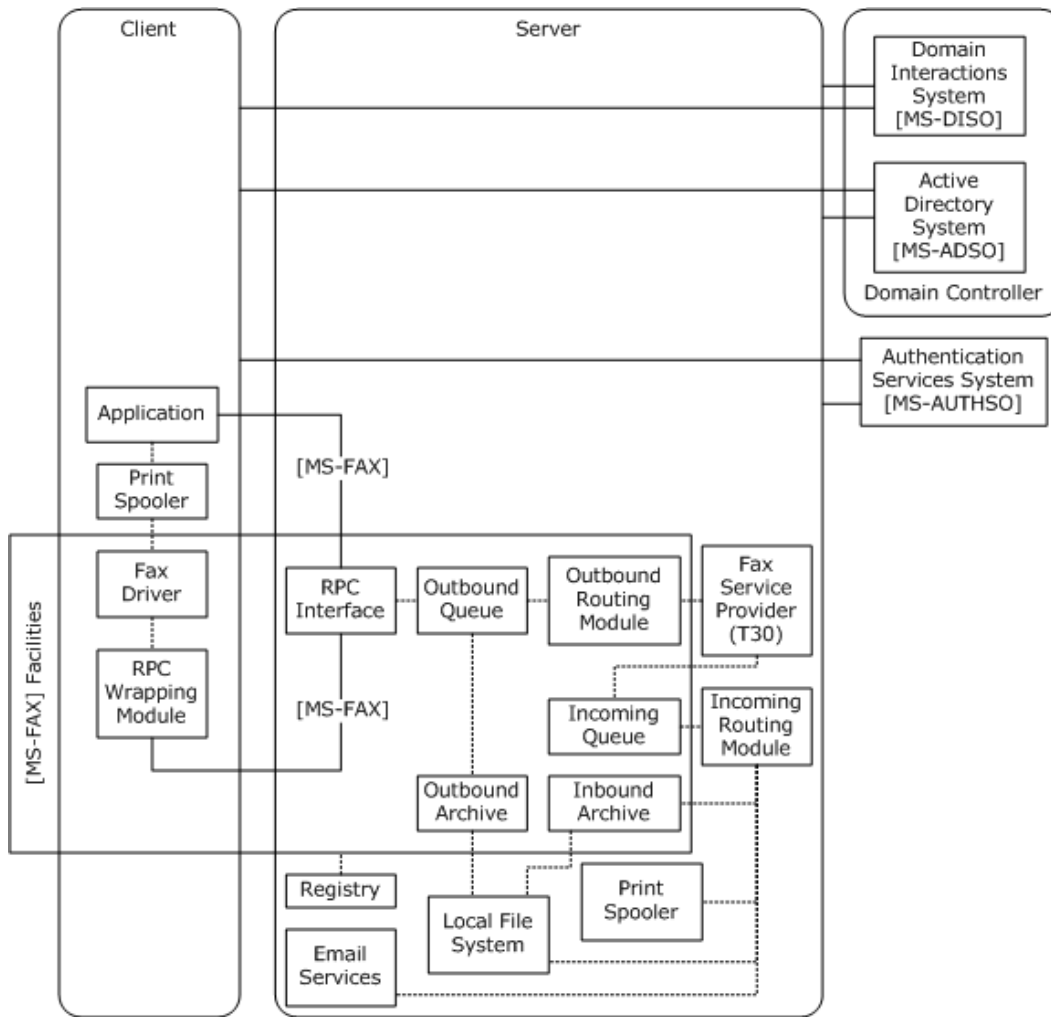 Client
Server
Domain
Interactions
System
[MS-DISO]
Active
Directory
System
[MS-ADSO]
Domain Controller
Authentication
Services System
[MS-AUTHSO]
Application
[MS-FAX]
Print
Spooler
[MS-FAX] Facilities
Fax
Driver
RPC
Interface
Outbound
Queue
Outbound
Routing
Module
Fax
Service
Provider
(T30)
RPC
Wrapping
Module
[MS-FAX]
Incoming
Queue
Incoming
Routing
Module
Outbound
Archive
Inbound
Archive
Registry
Local File
System
Print
Spooler
Email
Services